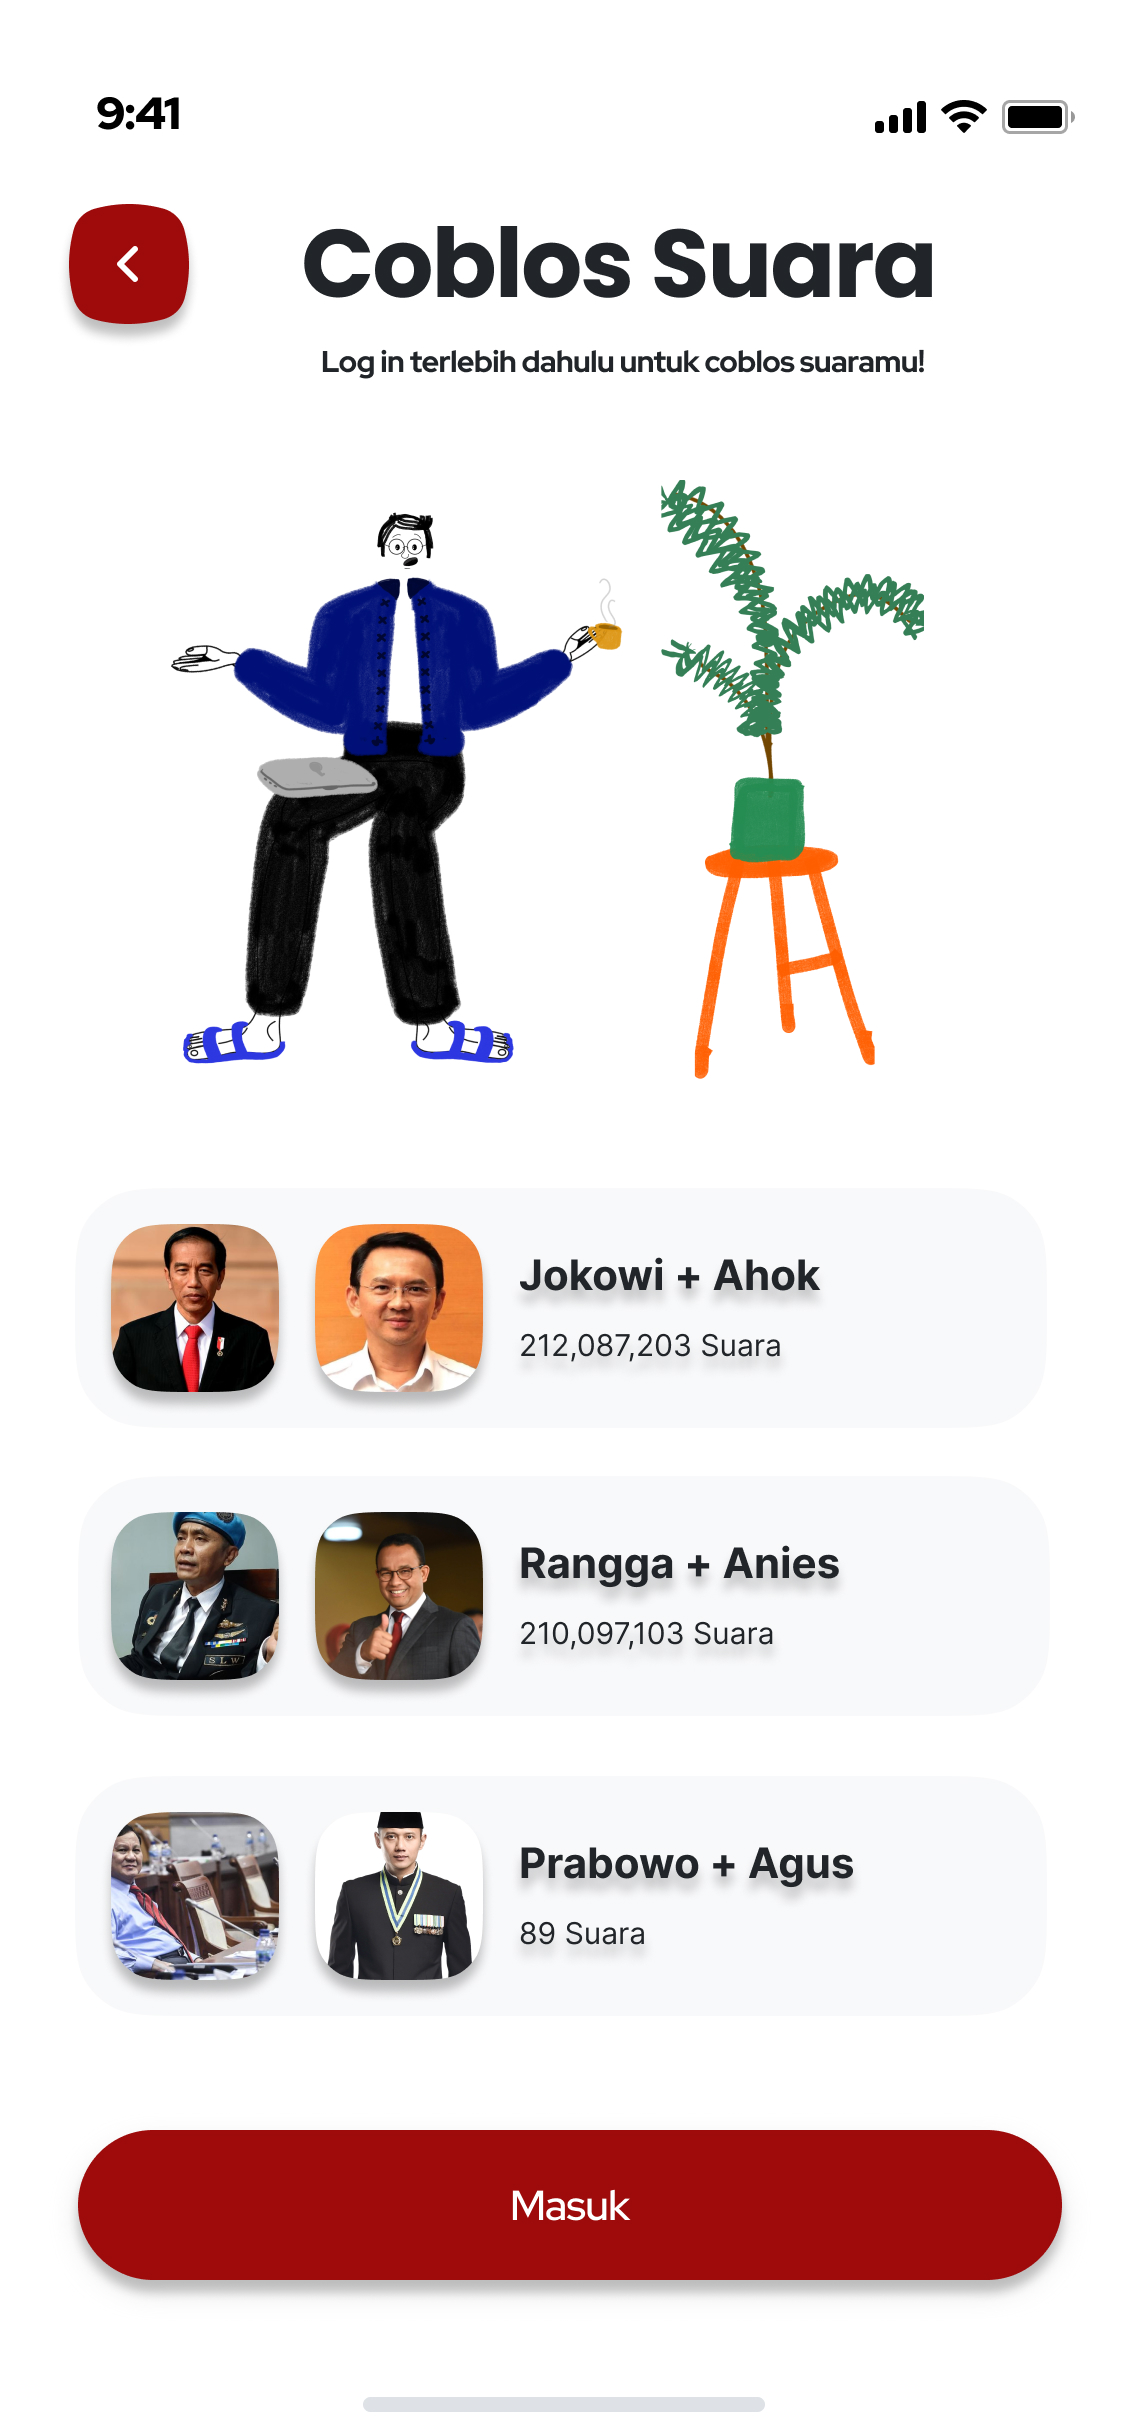 9:41
Coblos Suara
Log in terlebih dahulu untuk coblos suaramu!
Jokowi + Ahok
212,087,203 Suara
Rangga + Anies
210,097,103 Suara
SLW
Prabowo + Agus
89 Suara
Masuk